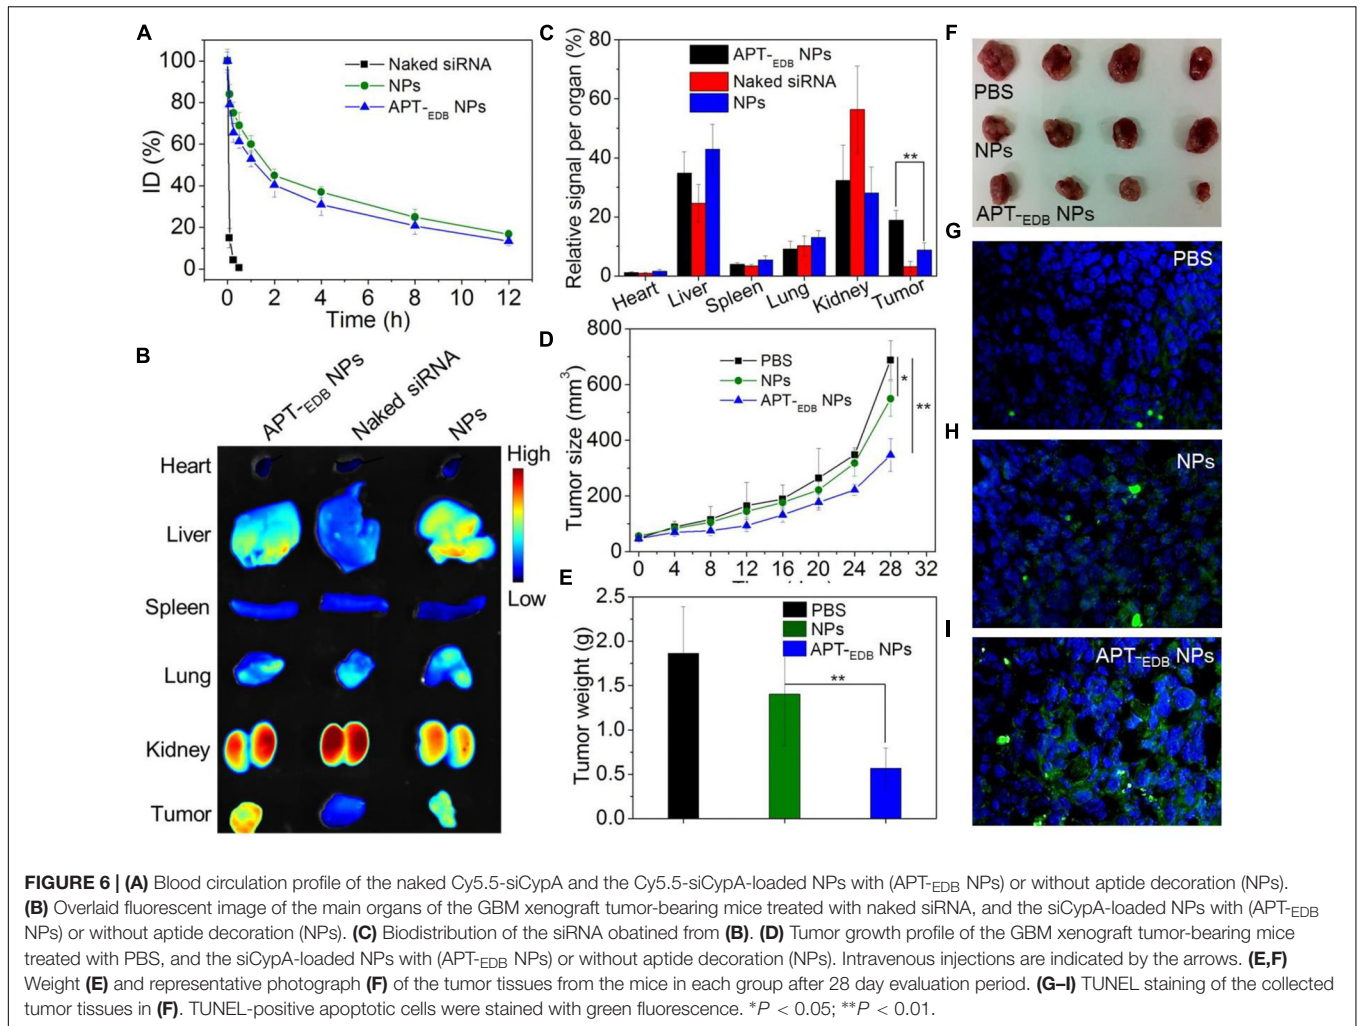 A
100
80
60
40
20
0
ID (%)
Naked siRNA
NPs
APT-EDB NPs
0 2 4 6 8 10 12
Time (h)
B
APT-EDB NPs
Naked siRNA
NPs
Heart
Liver
Spleen
Lung
Kidney
Tumor
High
Low
C
80
60
40
20
0
Relative signal per organ (%)
APT-EDB NPs
Naked siRNA
NPs
**
Heart Liver Spleen Lung Kidney Tumor
D
800
600
400
200
0
Tumor size (mm3)
PBS
NPs
APT-EDB NPs
*
**
0 4 8 12 16 20 24 28 32
E
2.5
2.0
1.5
1.0
0.5
0.0
Tumor weight (g)
PBS
NPs
APT-EDB NPs
**
F
PBS
NPs
APT-EDB NPs
G
PBS
H
NPs
I
APT-EDB NPs
FIGURE 6 | (A) Blood circulation profile of the naked Cy5.5-siCypA and the Cy5.5-siCypA-loaded NPs with (APT-EDB NPs) or without aptide decoration (NPs).
(B) Overlaid fluorescent image of the main organs of the GBM xenograft tumor-bearing mice treated with naked siRNA, and the siCypA-loaded NPs with (APT-EDB
NPs) or without aptide decoration (NPs). (C) Biodistribution of the siRNA obatined from (B). (D) Tumor growth profile of the GBM xenograft tumor-bearing mice
treated with PBS, and the siCypA-loaded NPs with (APT-EDB NPs) or without aptide decoration (NPs). Intravenous injections are indicated by the arrows. (E,F)
Weight (E) and representative photograph (F) of the tumor tissues from the mice in each group after 28 day evaluation period. (G–I) TUNEL staining of the collected
tumor tissues in (F). TUNEL-positive apoptotic cells were stained with green fluorescence. *P < 0.05; **P < 0.01.